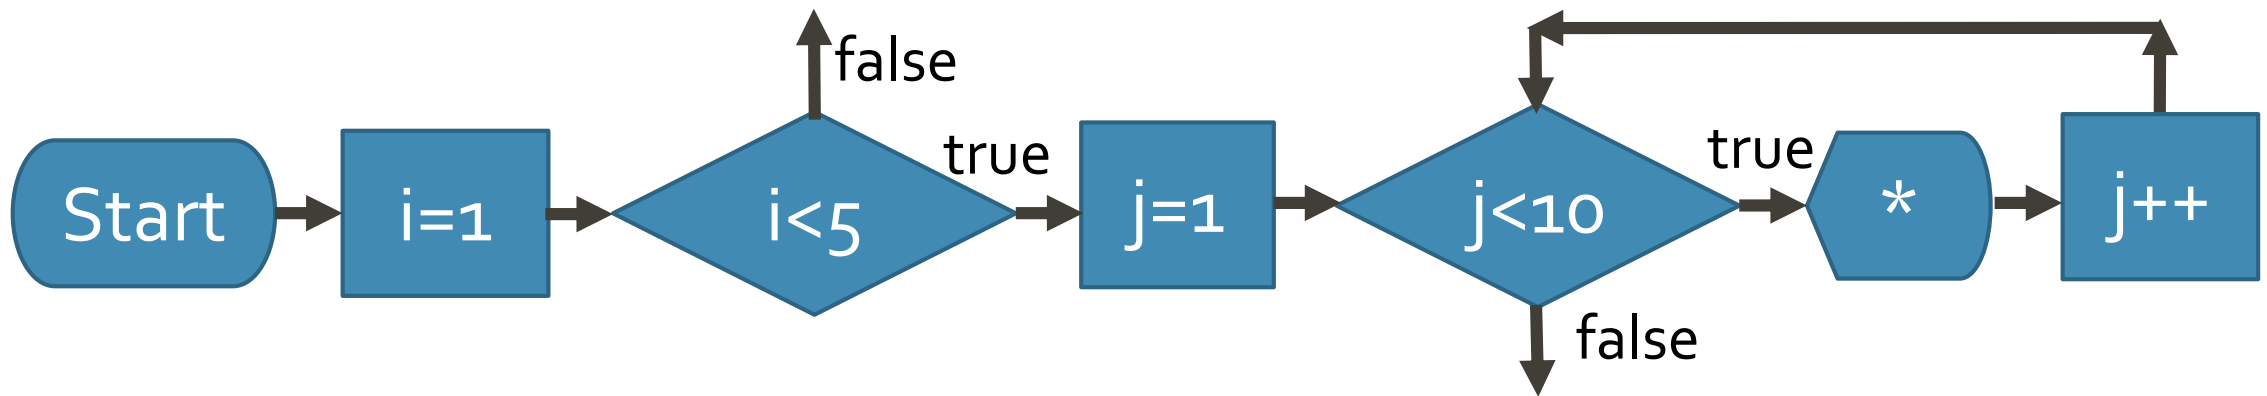 Start
i=1
i<5
false
true
j=1
j<10
true
false
*
j++